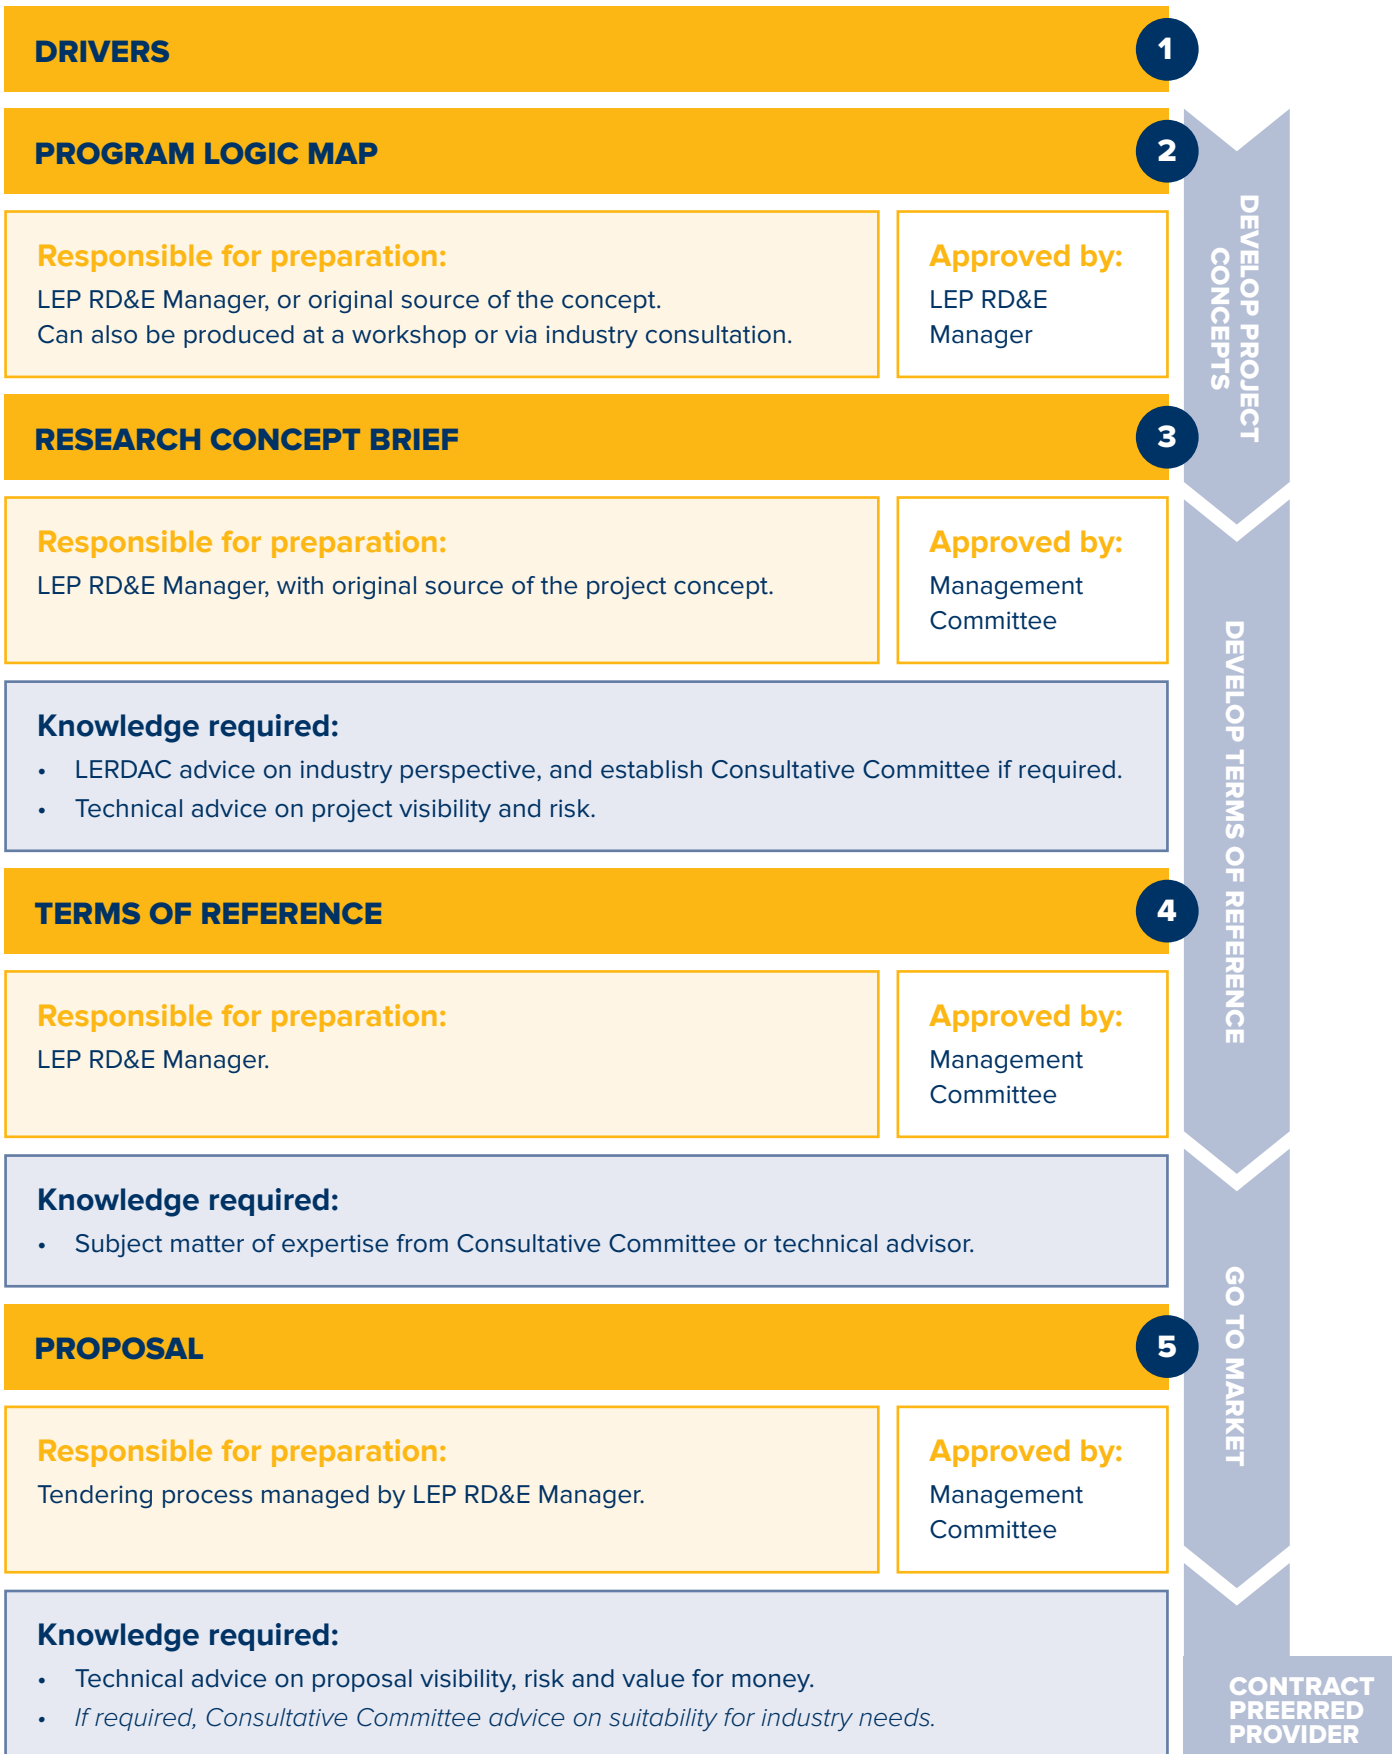 DRIVERS
1
PROGRAM LOGIC MAP
2
Responsible for preparation:
LEP RD&E Manager, or original source of the concept.
Can also be produced at a workshop or via industry consultation.
Approved by:
LEP RD&E
Manager
DEVELOP PROJECT
CONCEPTS
RESEARCH CONCEPT BRIEF
3
Responsible for preparation:
LEP RD&E Manager, with original source of the project concept.
Approved by:
Management
Committee
Knowledge required:
• LERDAC advice on industry perspective, and establish Consultative Committee if required.
• Technical advice on project visibility and risk.
DEVELOP TERMS OF REFERENCE
TERMS OF REFERENCE
4
Responsible for preparation:
LEP RD&E Manager.
Approved by:
Management
Committee
Knowledge required:
• Subject matter of expertise from Consultative Committee or technical advisor.
GO TO MARKET
PROPOSAL
5
Responsible for preparation:
Tendering process managed by LEP RD&E Manager.
Approved by:
Management
Committee
Knowledge required:
• Technical advice on proposal visibility, risk and value for money.
• If required, Consultative Committee advice on suitability for industry needs.
CONTRACT
PREERRED
PROVIDER